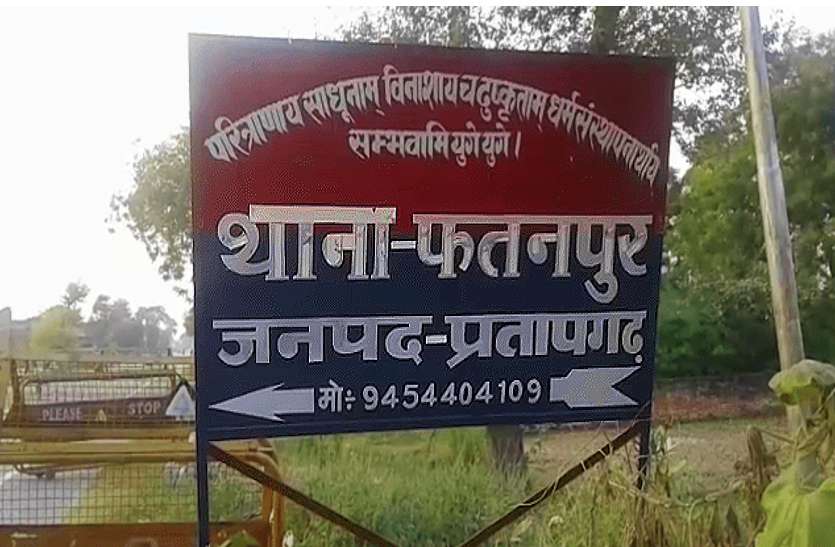 परित्राणाय साधूनाम् विनाशाय च दुष्कृताम् धर्मसंस्थापनार्थाय
सम्भवामि युगे युगे।
थाना-फतनपुर
जनपद-प्रतापगढ़
मो: 9454404109
PLEASE STOP